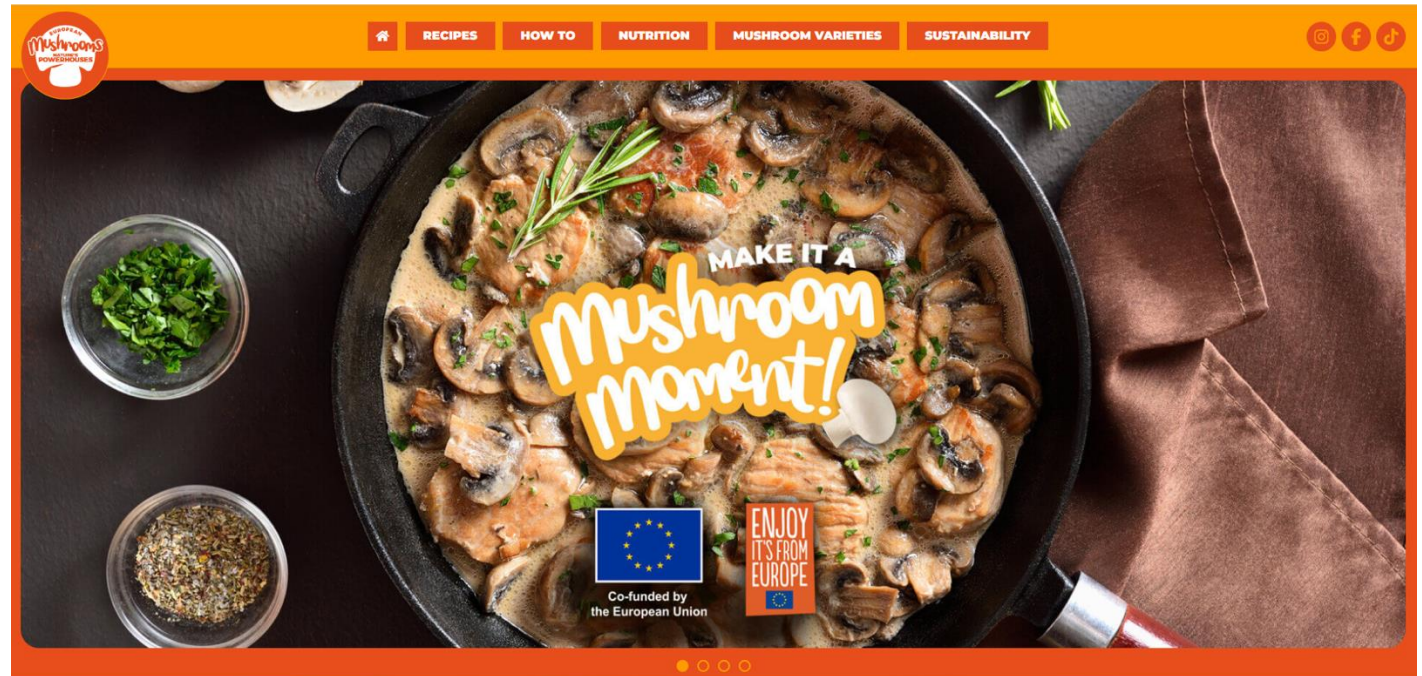 EUROPEAN
Mushrooms
NATURE'S
POWERHOUSES
RECIPES
HOW TO
NUTRITION
MUSHROOM VARIETIES
SUSTAINABILITY
MAKE IT A
Mushroom
Moment!
Co-funded by
the European Union
ENJOY
IT'S FROM
EUROPE